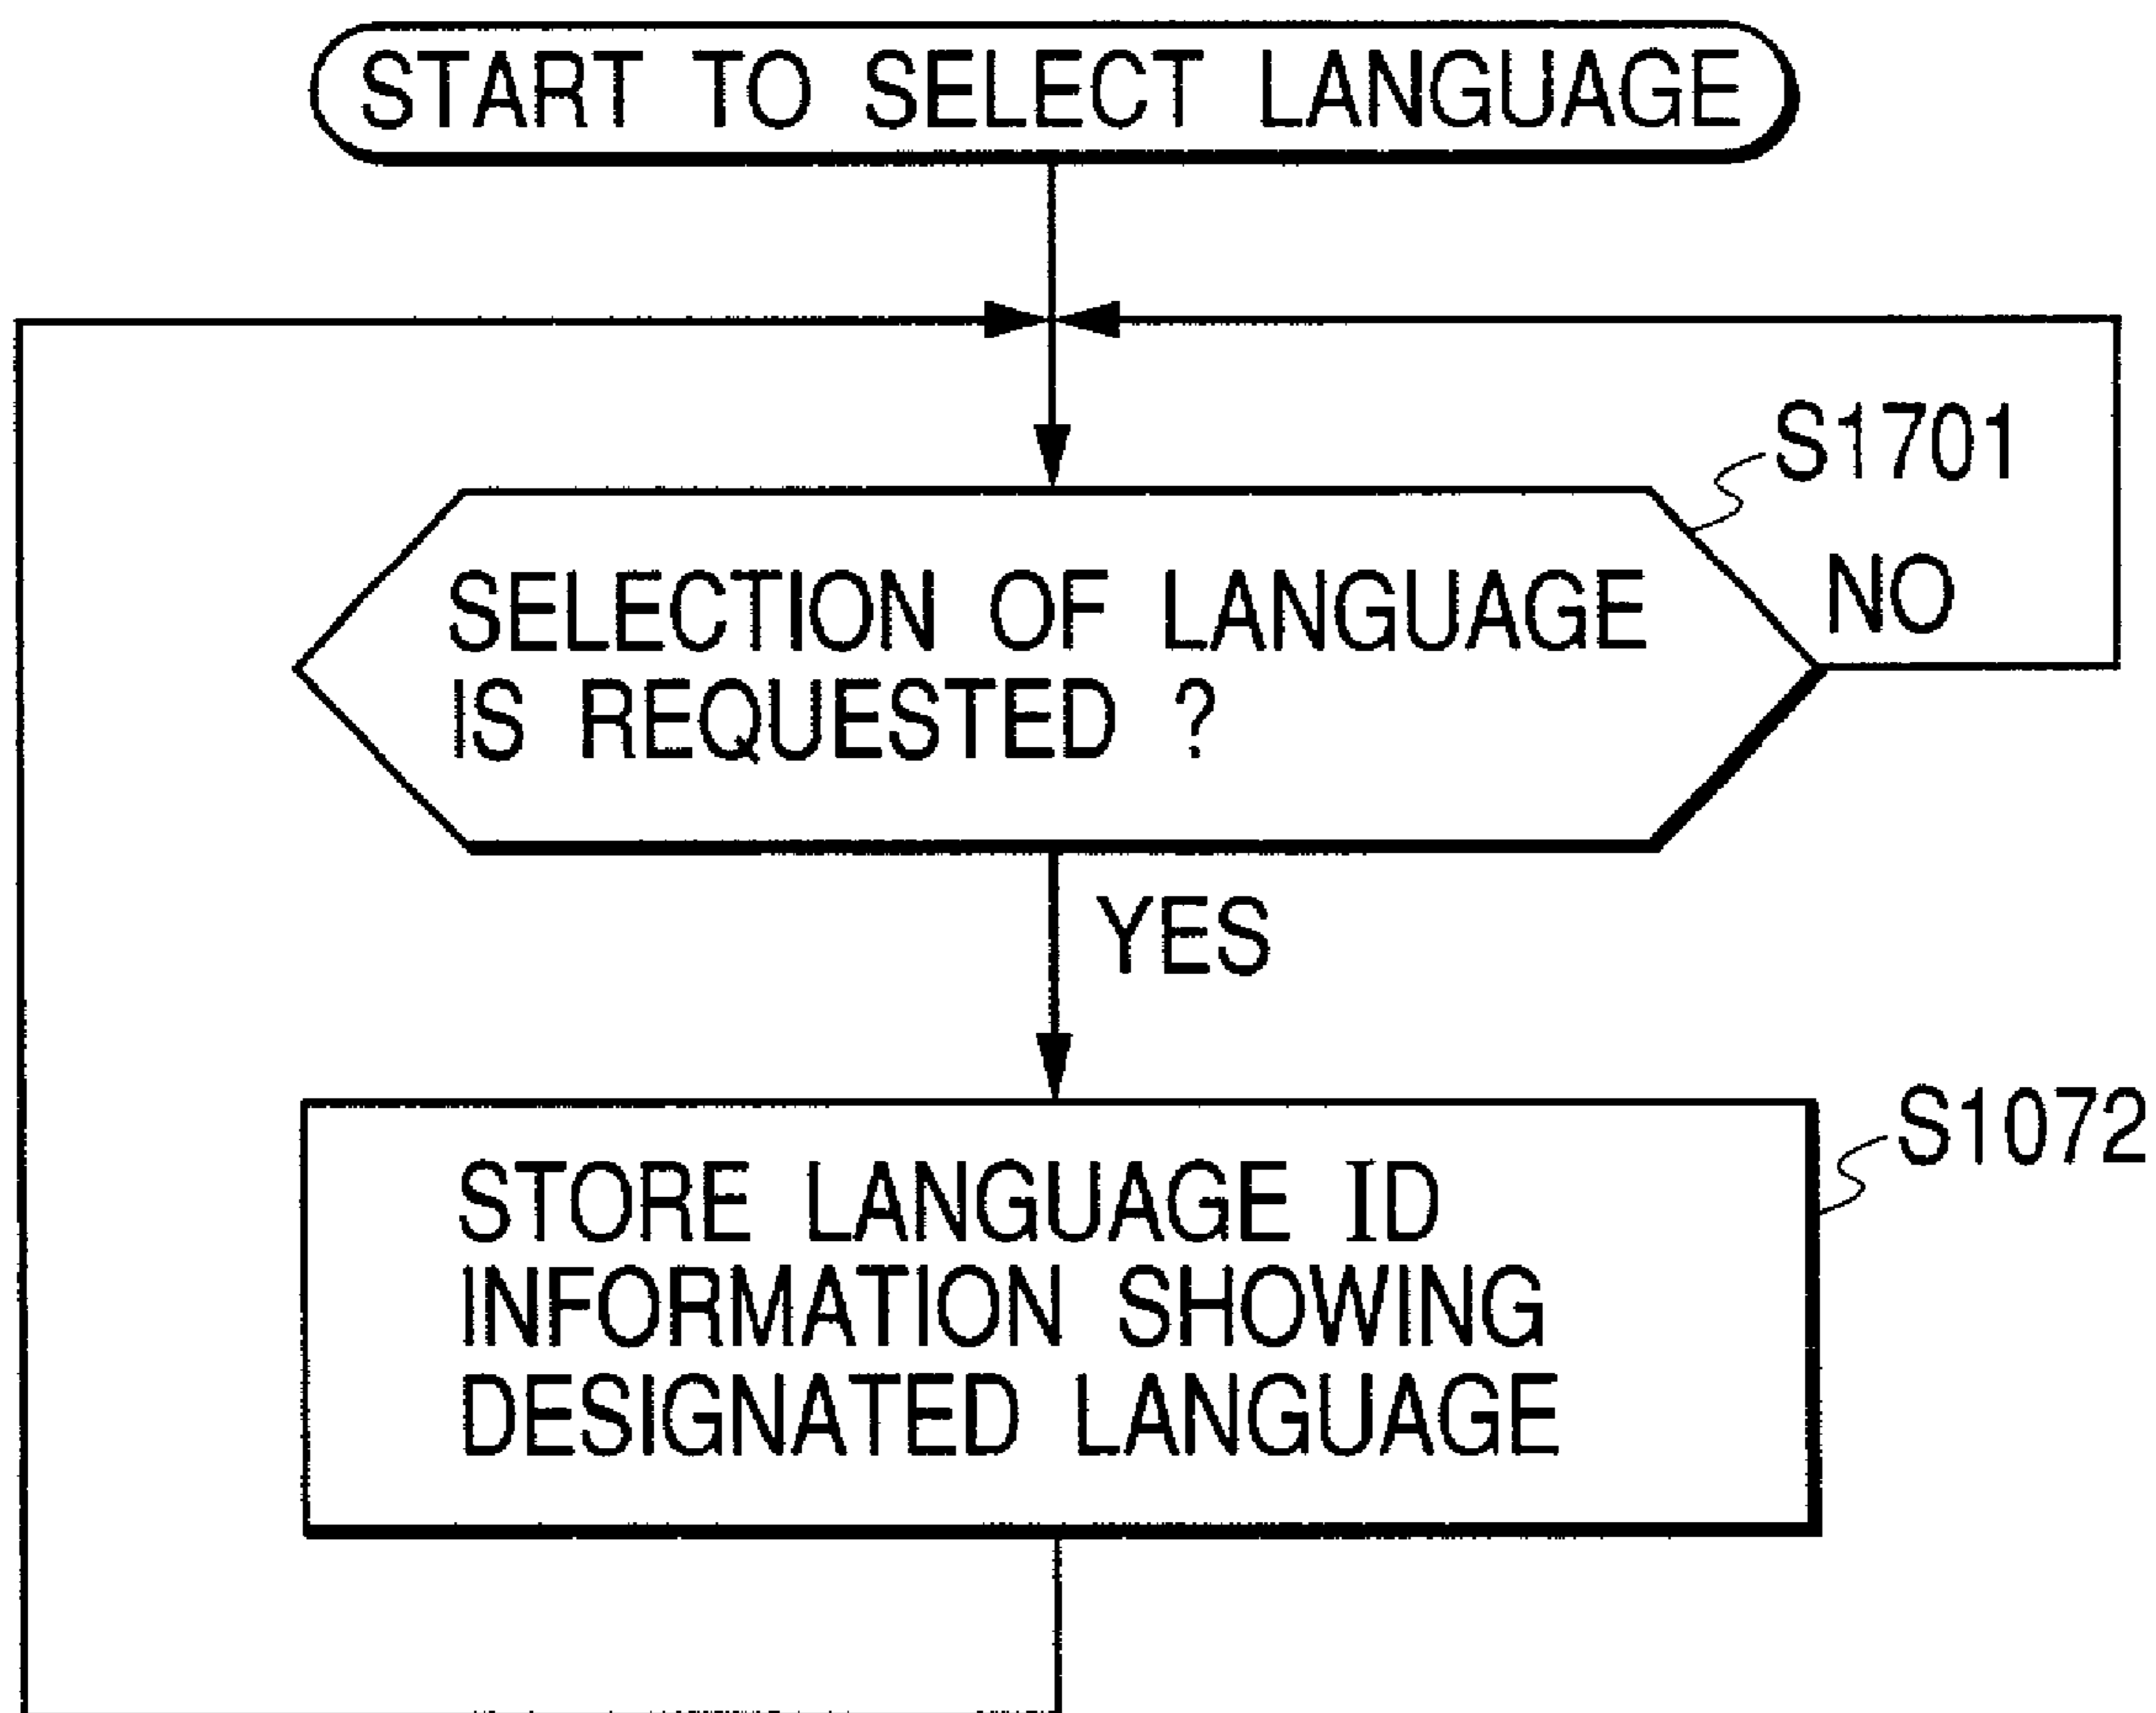 START TO SELECT LANGUAGE
S1701
SELECTION OF LANGUAGE
IS REQUESTED ?
NO
YES
S1072
STORE LANGUAGE ID
INFORMATION SHOWING
DESIGNATED LANGUAGE